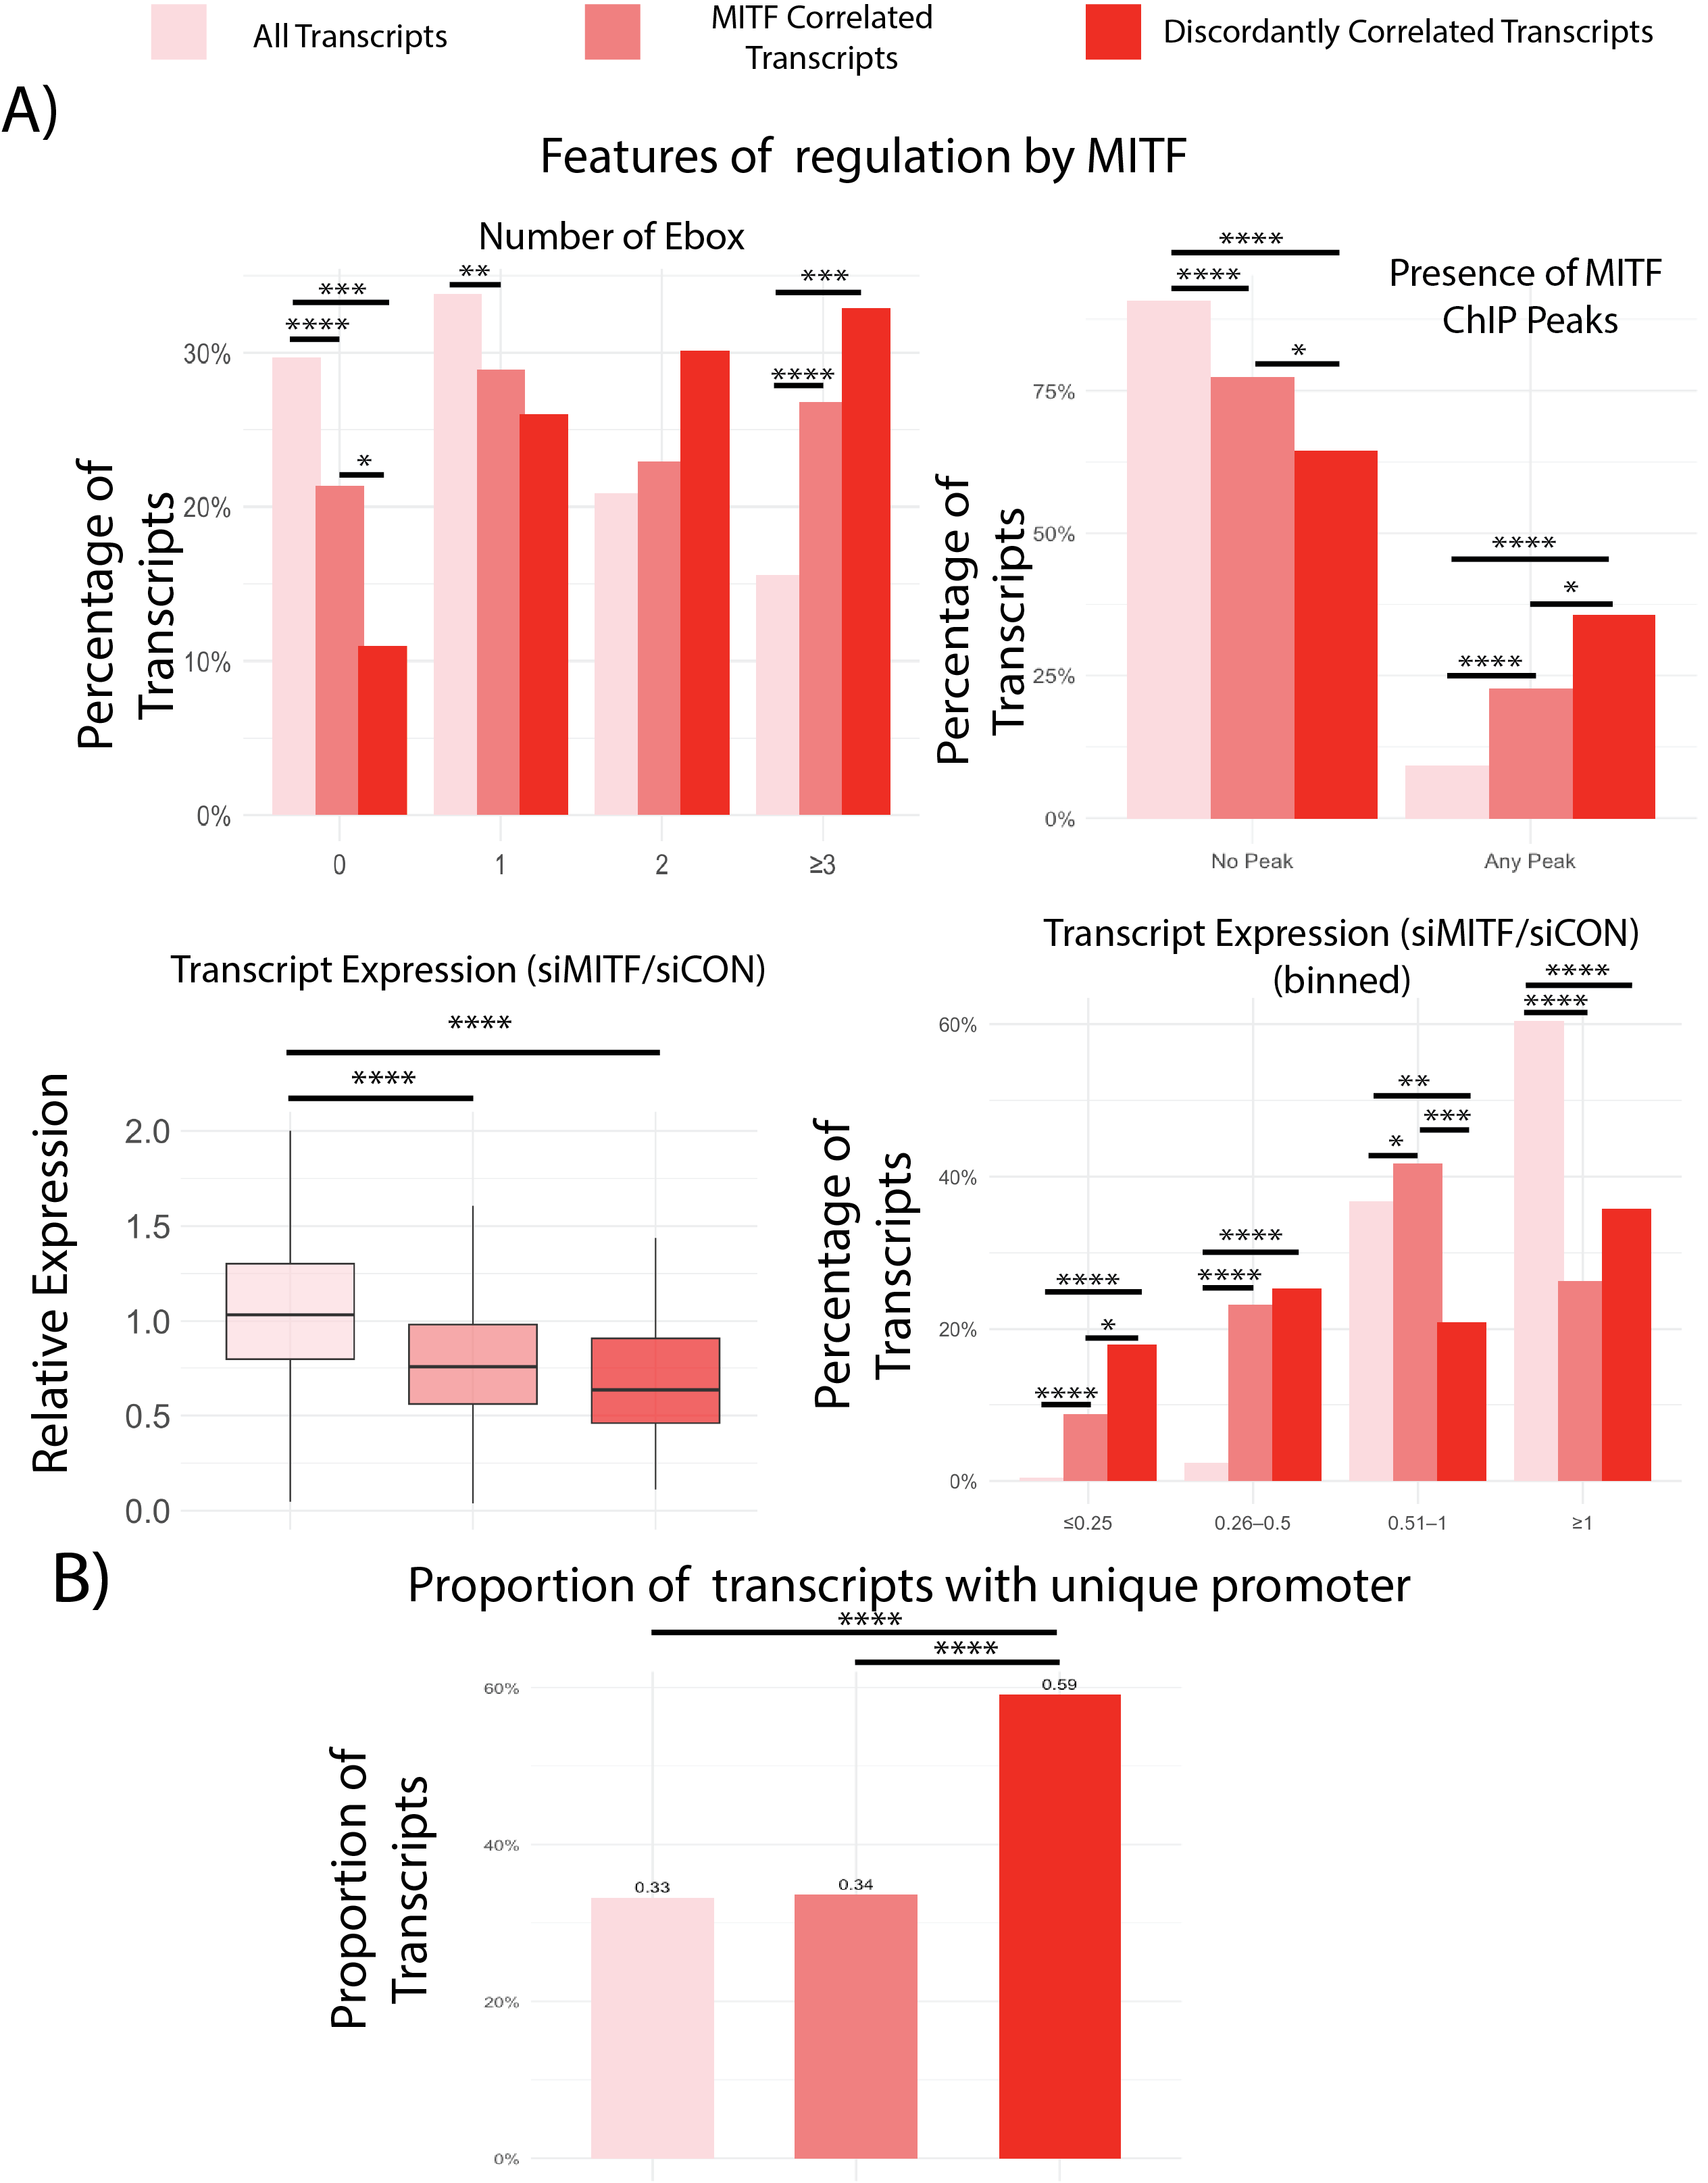 All Transcripts
MITF Correlated
Transcripts
Discordantly Correlated Transcripts
A)
Features of regulation by MITF
Number of Ebox
Percentage of
Transcripts
30%
20%
10%
0%
0
1
2
≥3
***
****
*
**
***
****
Presence of MITF
ChIP Peaks
Percentage of
Transcripts
75%
50%
25%
0%
No Peak
Any Peak
****
****
*
****
*
****
Transcript Expression (siMITF/siCON)
Relative Expression
2.0
1.5
1.0
0.5
0.0
****
****
Transcript Expression (siMITF/siCON)
(binned)
Percentage of
Transcripts
60%
40%
20%
0%
≤0.25
0.26–0.5
0.51–1
≥1
****
*
****
****
****
**
***
*
****
****
B)
Proportion of transcripts with unique promoter
****
****
Proportion of
Transcripts
60%
40%
20%
0%
0.33
0.34
0.59